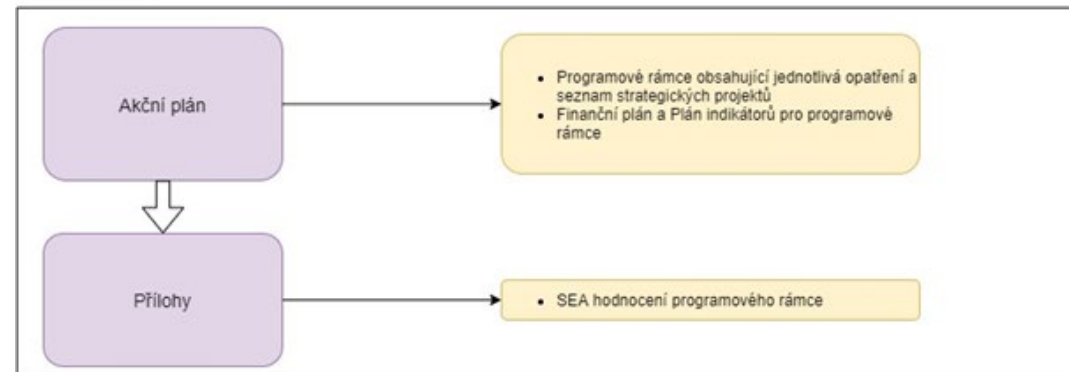 Akční plán
• Programové rámce obsahující jednotlivá opatření a
seznam strategických projektů
• Finanční plán a Plán indikátorů pro programové
rámce
Přílohy
• SEA hodnocení programového rámce